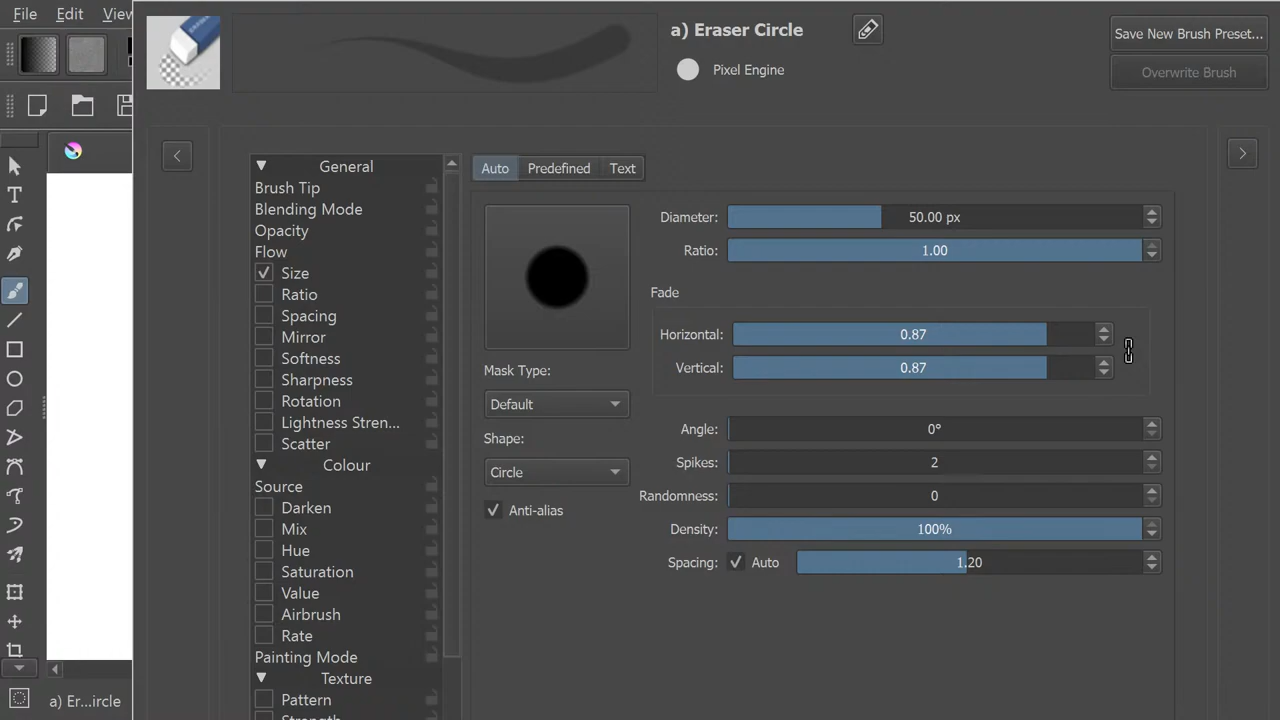 File Edit View
a) Eraser Circle
Save New Brush Preset...
Pixel Engine
Overwrite Brush
General
Brush Tip
Blending Mode
Opacity
Flow
Size
Ratio
Spacing
Mirror
Softness
Sharpness
Rotation
Lightness Stren...
Scatter
Colour
Source
Darken
Mix
Hue
Saturation
Value
Airbrush
Rate
Painting Mode
Texture
Pattern
Auto Predefined Text
Mask Type:
Default
Shape:
Circle
Anti-alias
Diameter: 50.00 px
Ratio: 1.00
Fade
Horizontal: 0.87
Vertical: 0.87
Angle: 0°
Spikes: 2
Randomness: 0
Density: 100%
Spacing: Auto 1.20
a) Er...ircle